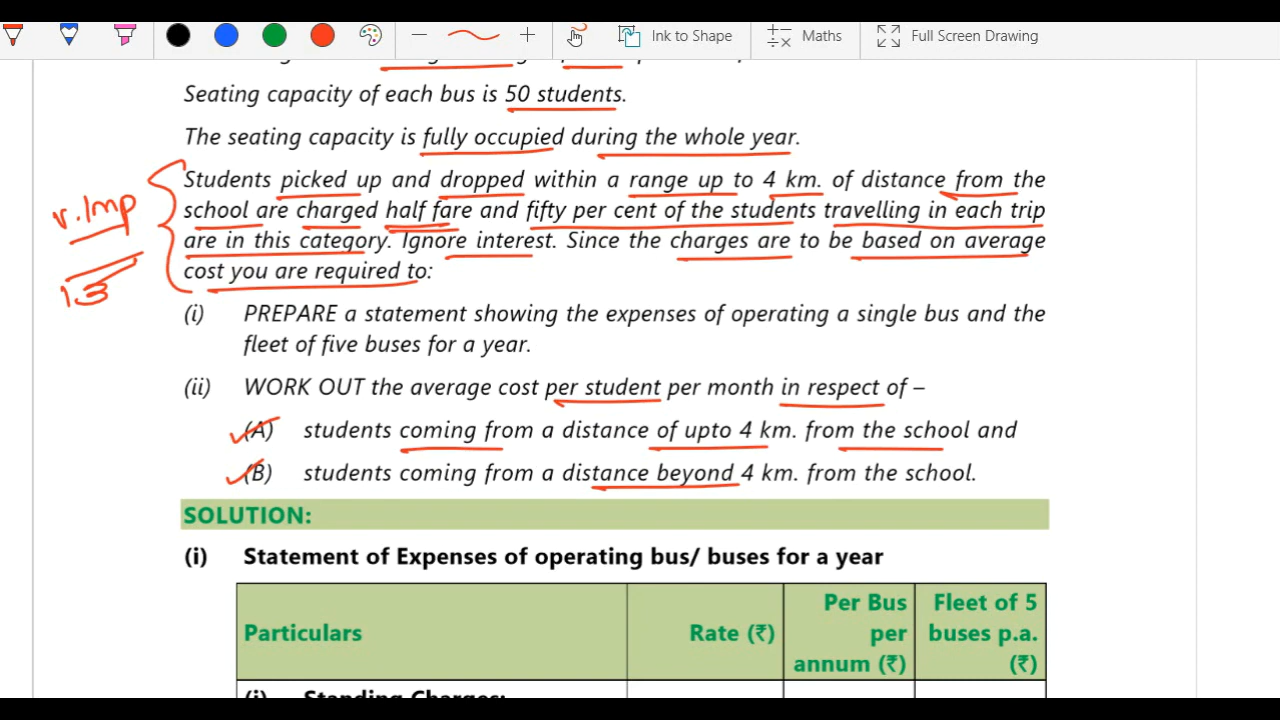 Ink to Shape Maths Full Screen Drawing
Seating capacity of each bus is 50 students.
The seating capacity is fully occupied during the whole year.
Students picked up and dropped within a range up to 4 km. of distance from the
school are charged half fare and fifty per cent of the students travelling in each trip
are in this category. Ignore interest. Since the charges are to be based on average
cost you are required to:
v.Imp
(i) PREPARE a statement showing the expenses of operating a single bus and the
fleet of five buses for a year.
(ii) WORK OUT the average cost per student per month in respect of –
(A) students coming from a distance of upto 4 km. from the school and
(B) students coming from a distance beyond 4 km. from the school.
SOLUTION:
(i) Statement of Expenses of operating bus/ buses for a year
Particulars Rate (₹) Per Bus per annum (₹) Fleet of 5 buses p.a. (₹)
(i) Standing Charges: